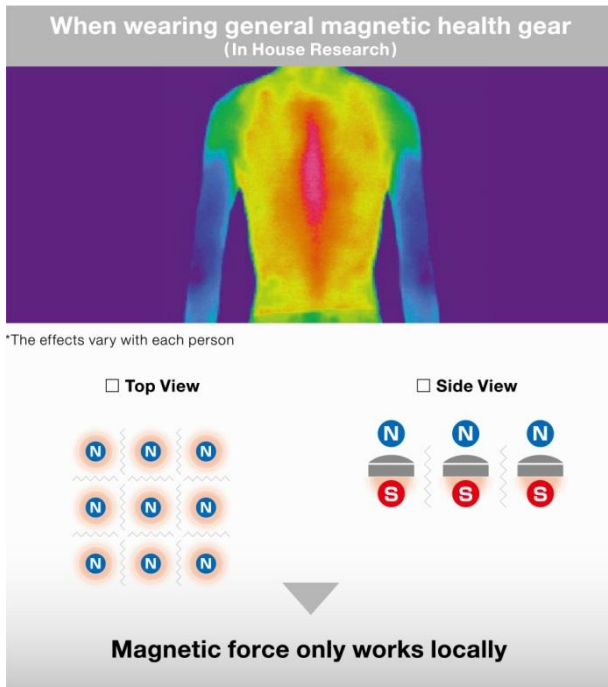 When wearing general magnetic health gear
(In House Research)
*The effects vary with each person
□ Top View
□ Side View
N N N
N N N
S S S
N N N
N N N
Magnetic force only works locally